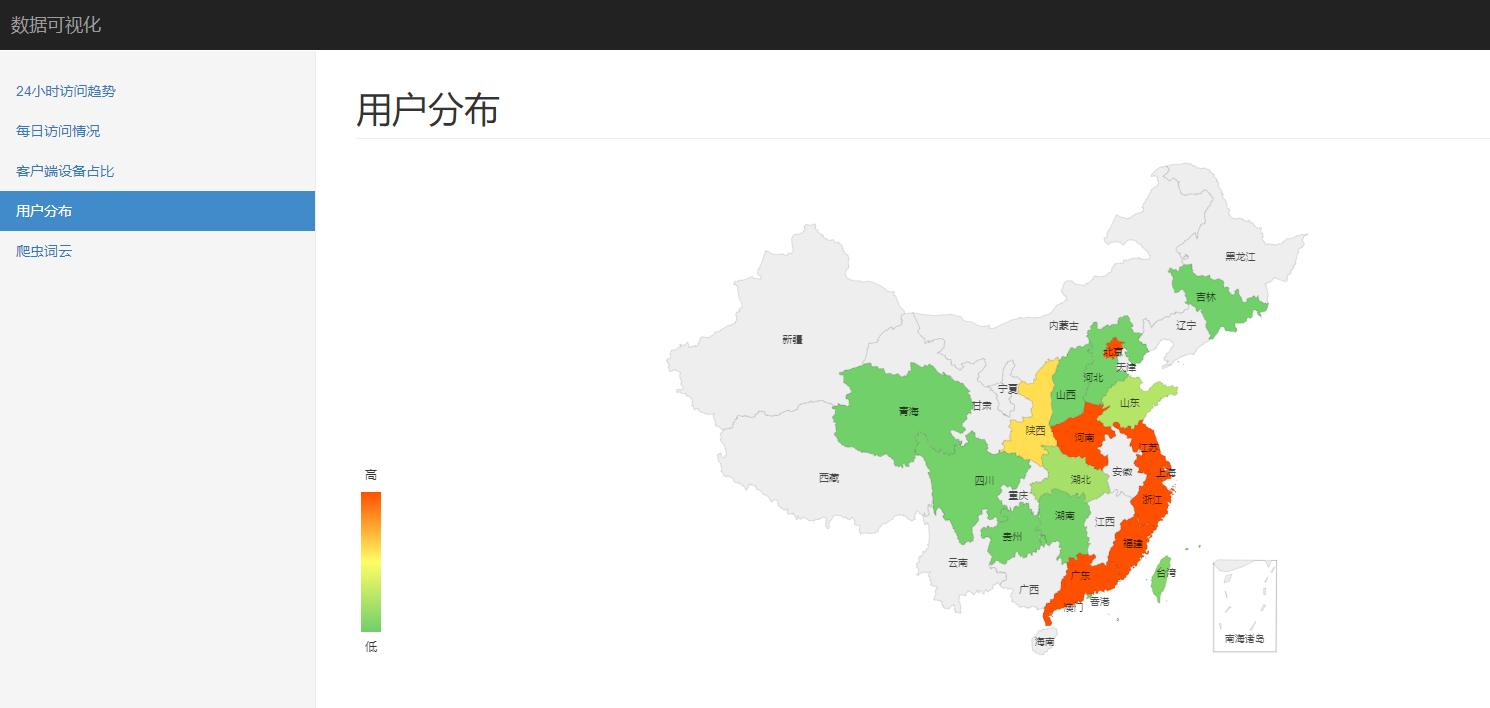 数据可视化
24小时访问趋势
每日访问情况
客户端设备占比
用户分布
爬虫词云
用户分布
黑龙江
吉林
内蒙古
辽宁
新疆
北京
天津
河北
宁夏
山西
山东
甘肃
青海
陕西
河南
江苏
安徽
上海
西藏
四川
湖北
重庆
浙江
湖南
江西
贵州
福建
云南
广东
台湾
广西
香港
澳门
海南
南海诸岛
高
低